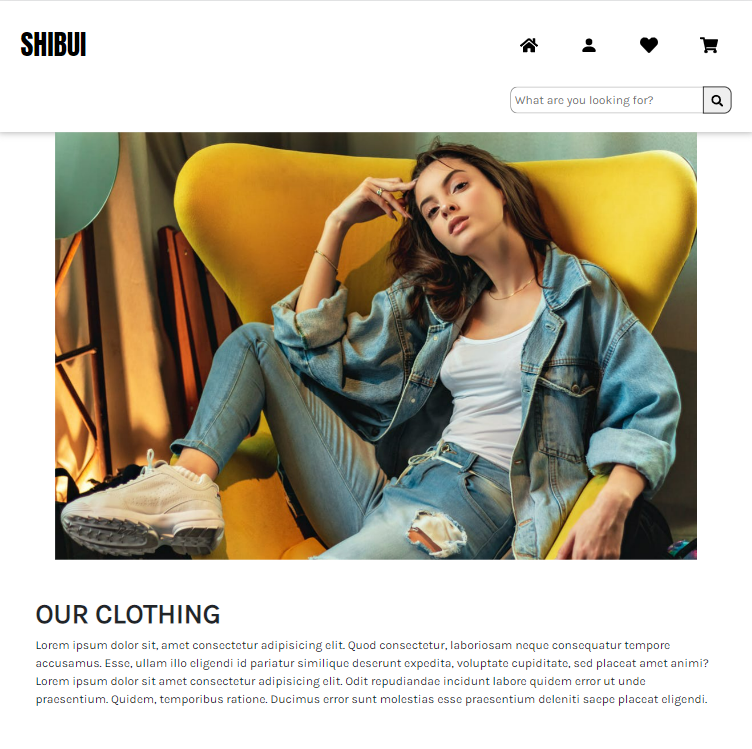 SHIBUI
What are you looking for?
OUR CLOTHING
Lorem ipsum dolor sit, amet consectetur adipisicing elit. Quod consectetur, laboriosam neque consequatur tempore
accusamus. Esse, ullam illo eligendi id pariatur similique deserunt expedita, voluptate cupiditate, sed placeat amet animi?
Lorem ipsum dolor sit amet consectetur adipisicing elit. Odit repudiandae incidunt labore quidem error ut unde
praesentium. Quidem, temporibus ratione. Ducimus error sunt molestias esse praesentium deleniti saepe placeat eligendi.